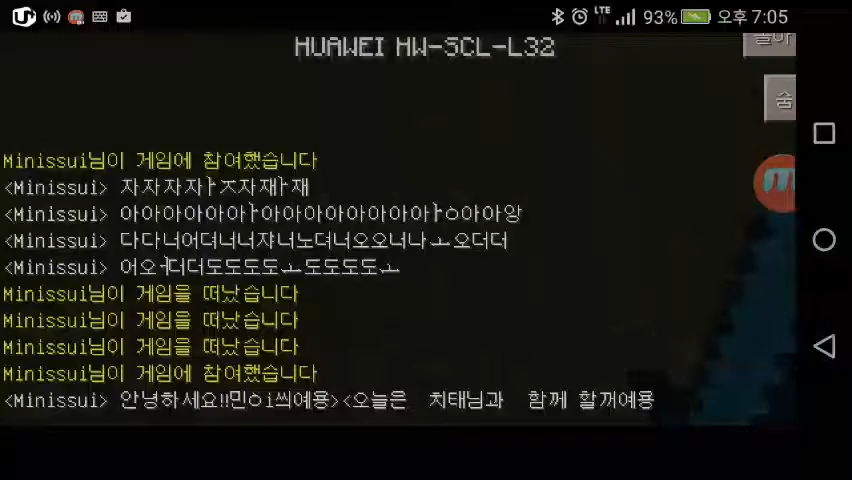 LTE 93% 오후 7:05
HUAWEI HW-SCL-L32
돌아
숨
Minissui님이 게임에 참여했습니다
<Minissui> 자자자자ㅏㅈ자재ㅏ재
<Minissui> 아아아아아아ㅏ아아아아아아아아ㅏㅇ아아앙
<Minissui> 다다너어뎌너너쟈너노뎌너오오너나ㅗ오더더
<Minissui> 어오ㅓ더더도도도도ㅗ도도도도ㅗ
Minissui님이 게임을 떠났습니다
Minissui님이 게임을 떠났습니다
Minissui님이 게임을 떠났습니다
Minissui님이 게임에 참여했습니다
<Minissui> 안녕하세요!!민ㅇi씌예용><오늘은 치태님과 함께 할꺼예용